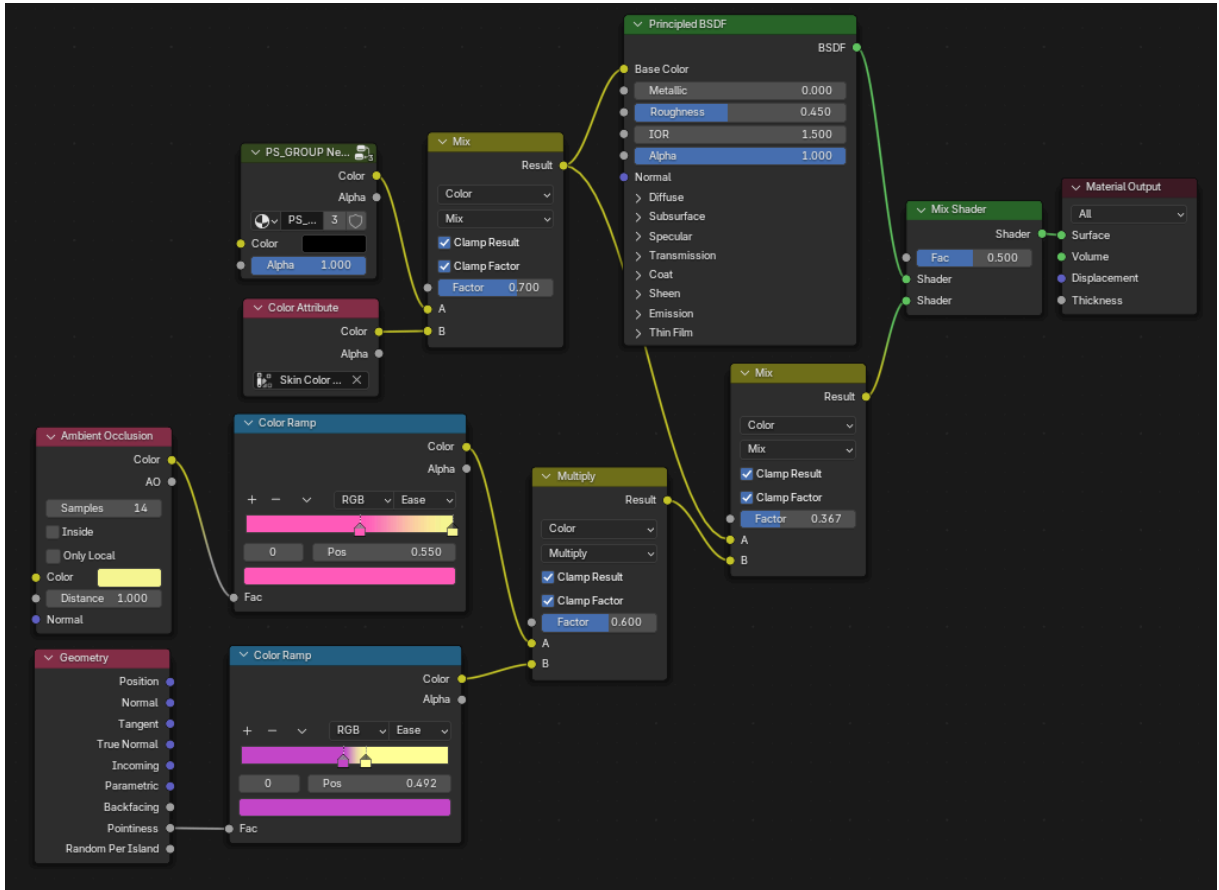 Principled BSDF
BSDF
Base Color
Metallic 0.000
Roughness 0.450
IOR 1.500
Alpha 1.000
Normal
Diffuse
Subsurface
Specular
Transmission
Coat
Sheen
Emission
Thin Film
PS_GROUP Ne... 3
Color
Alpha
PS_... 3
Color
Alpha 1.000
Mix
Result
Color
Mix
Clamp Result
Clamp Factor
Factor 0.700
A
B
Color Attribute
Color
Alpha
Skin Color ...
Mix Shader
Shader
Fac 0.500
Shader
Shader
Material Output
All
Surface
Volume
Displacement
Thickness
Mix
Result
Color
Mix
Clamp Result
Clamp Factor
Factor 0.367
A
B
Ambient Occlusion
Color
AO
Samples 14
Inside
Only Local
Color
Distance 1.000
Normal
Color Ramp
Color
Alpha
+ − RGB Ease
0 Pos 0.550
Fac
Multiply
Result
Color
Multiply
Clamp Result
Clamp Factor
Factor 0.600
A
B
Geometry
Position
Normal
Tangent
True Normal
Incoming
Parametric
Backfacing
Pointiness
Random Per Island
Color Ramp
Color
Alpha
+ − RGB Ease
0 Pos 0.492
Fac